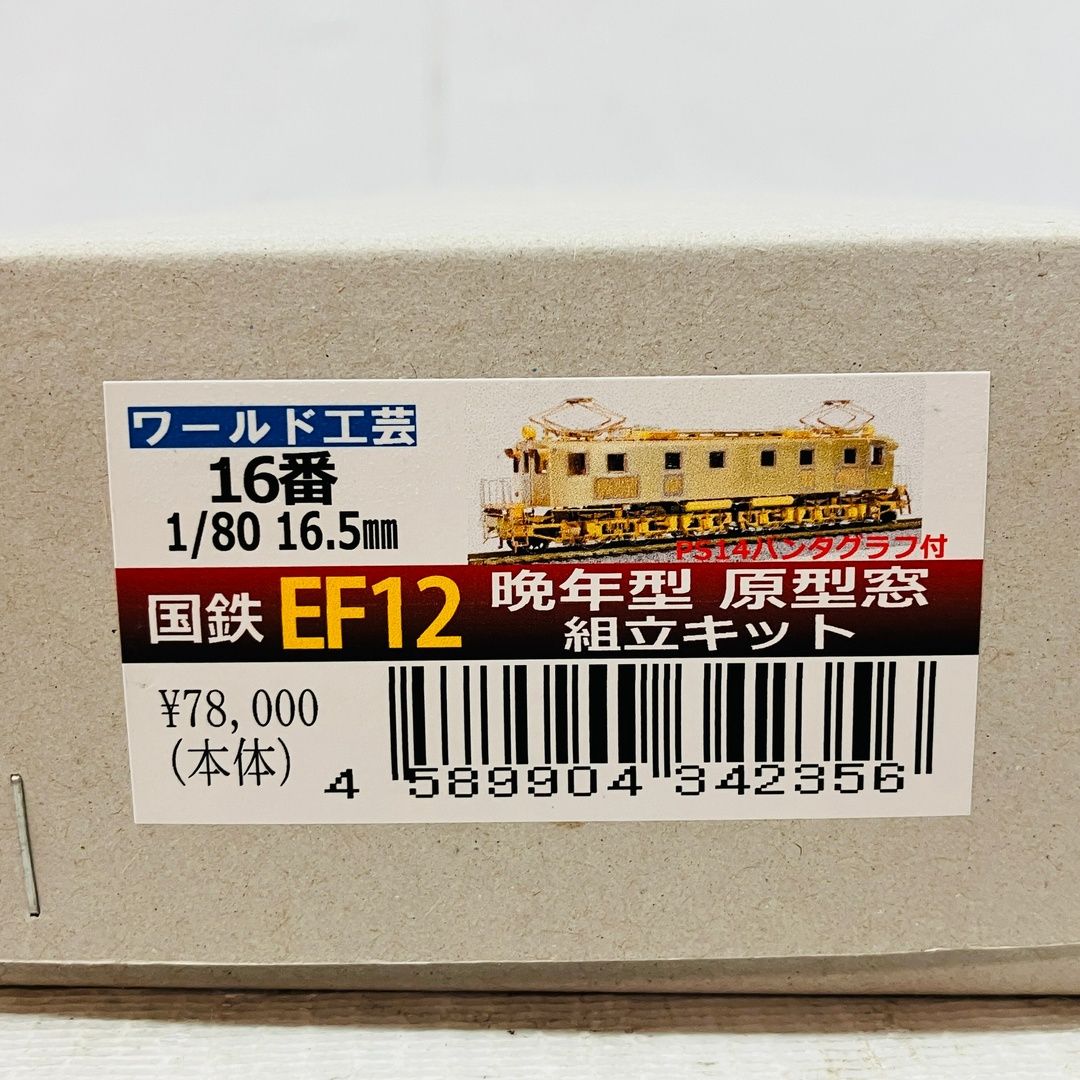 ワールド工芸
16番
1/80 16.5㎜
PS14パンタグラフ付
国鉄 EF12 晩年型 原型窓
組立キット
¥78,000
(本体)
4 589904 342356